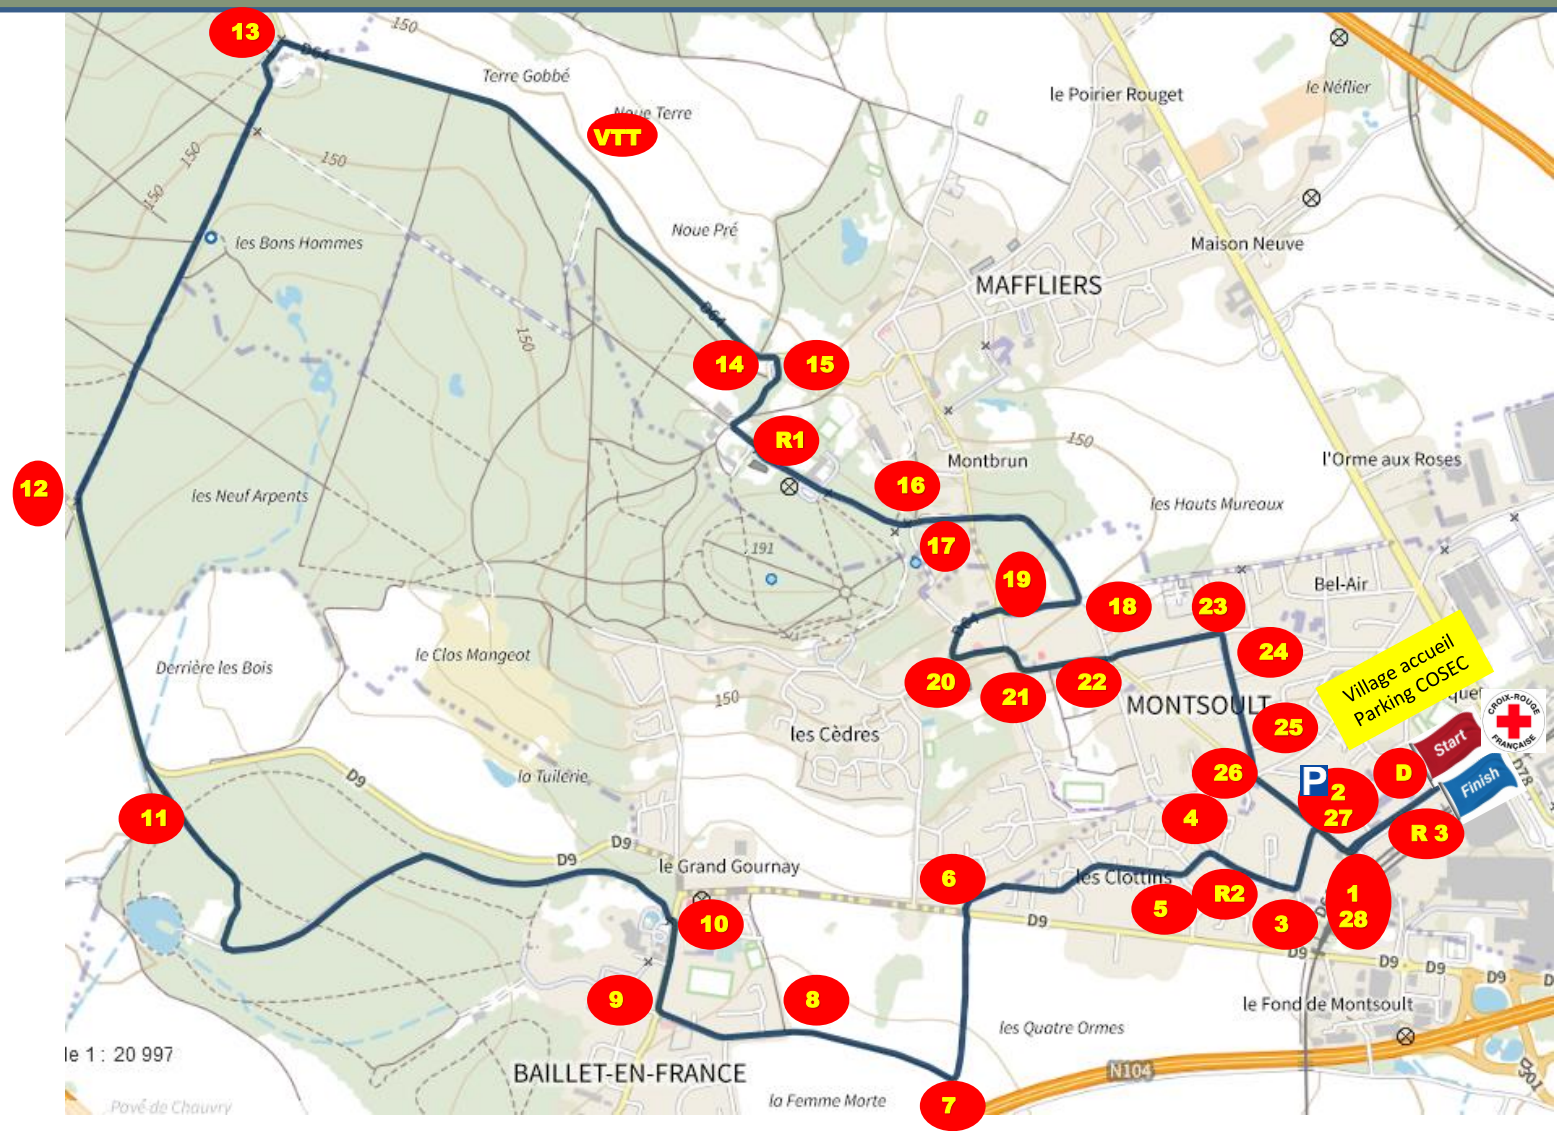 13
D64
150
Terre Gobbé
Noue Terre
VTT
le Poirier Rouget
le Néflier
150
150
150
les Bons Hommes
Noue Pré
Maison Neuve
MAFFLIERS
D64
150
14
15
R1
150
Montbrun
l'Orme aux Roses
12
les Neuf Arpents
16
les Hauts Mureaux
191
17
19
18
23
Bel-Air
D64
24
Village accueil
Parking COSEC
Derrière les Bois
le Clos Mangeot
20
21
22
150
MONTSOULT
CROIX-ROUGE
FRANÇAISE
les Cèdres
25
Start
D9
la Tuilerie
26
P
2
27
D
Finish
D78
11
4
R 3
D9
D9
le Grand Gournay
6
les Clottins
5
R2
3
1
28
10
D9
D9
D9
D9
D9
9
8
le Fond de Montsoult
les Quatre Ormes
le 1 : 20 997
BAILLET-EN-FRANCE
N104
D301
Pavé de Chauvry
la Femme Morte
7